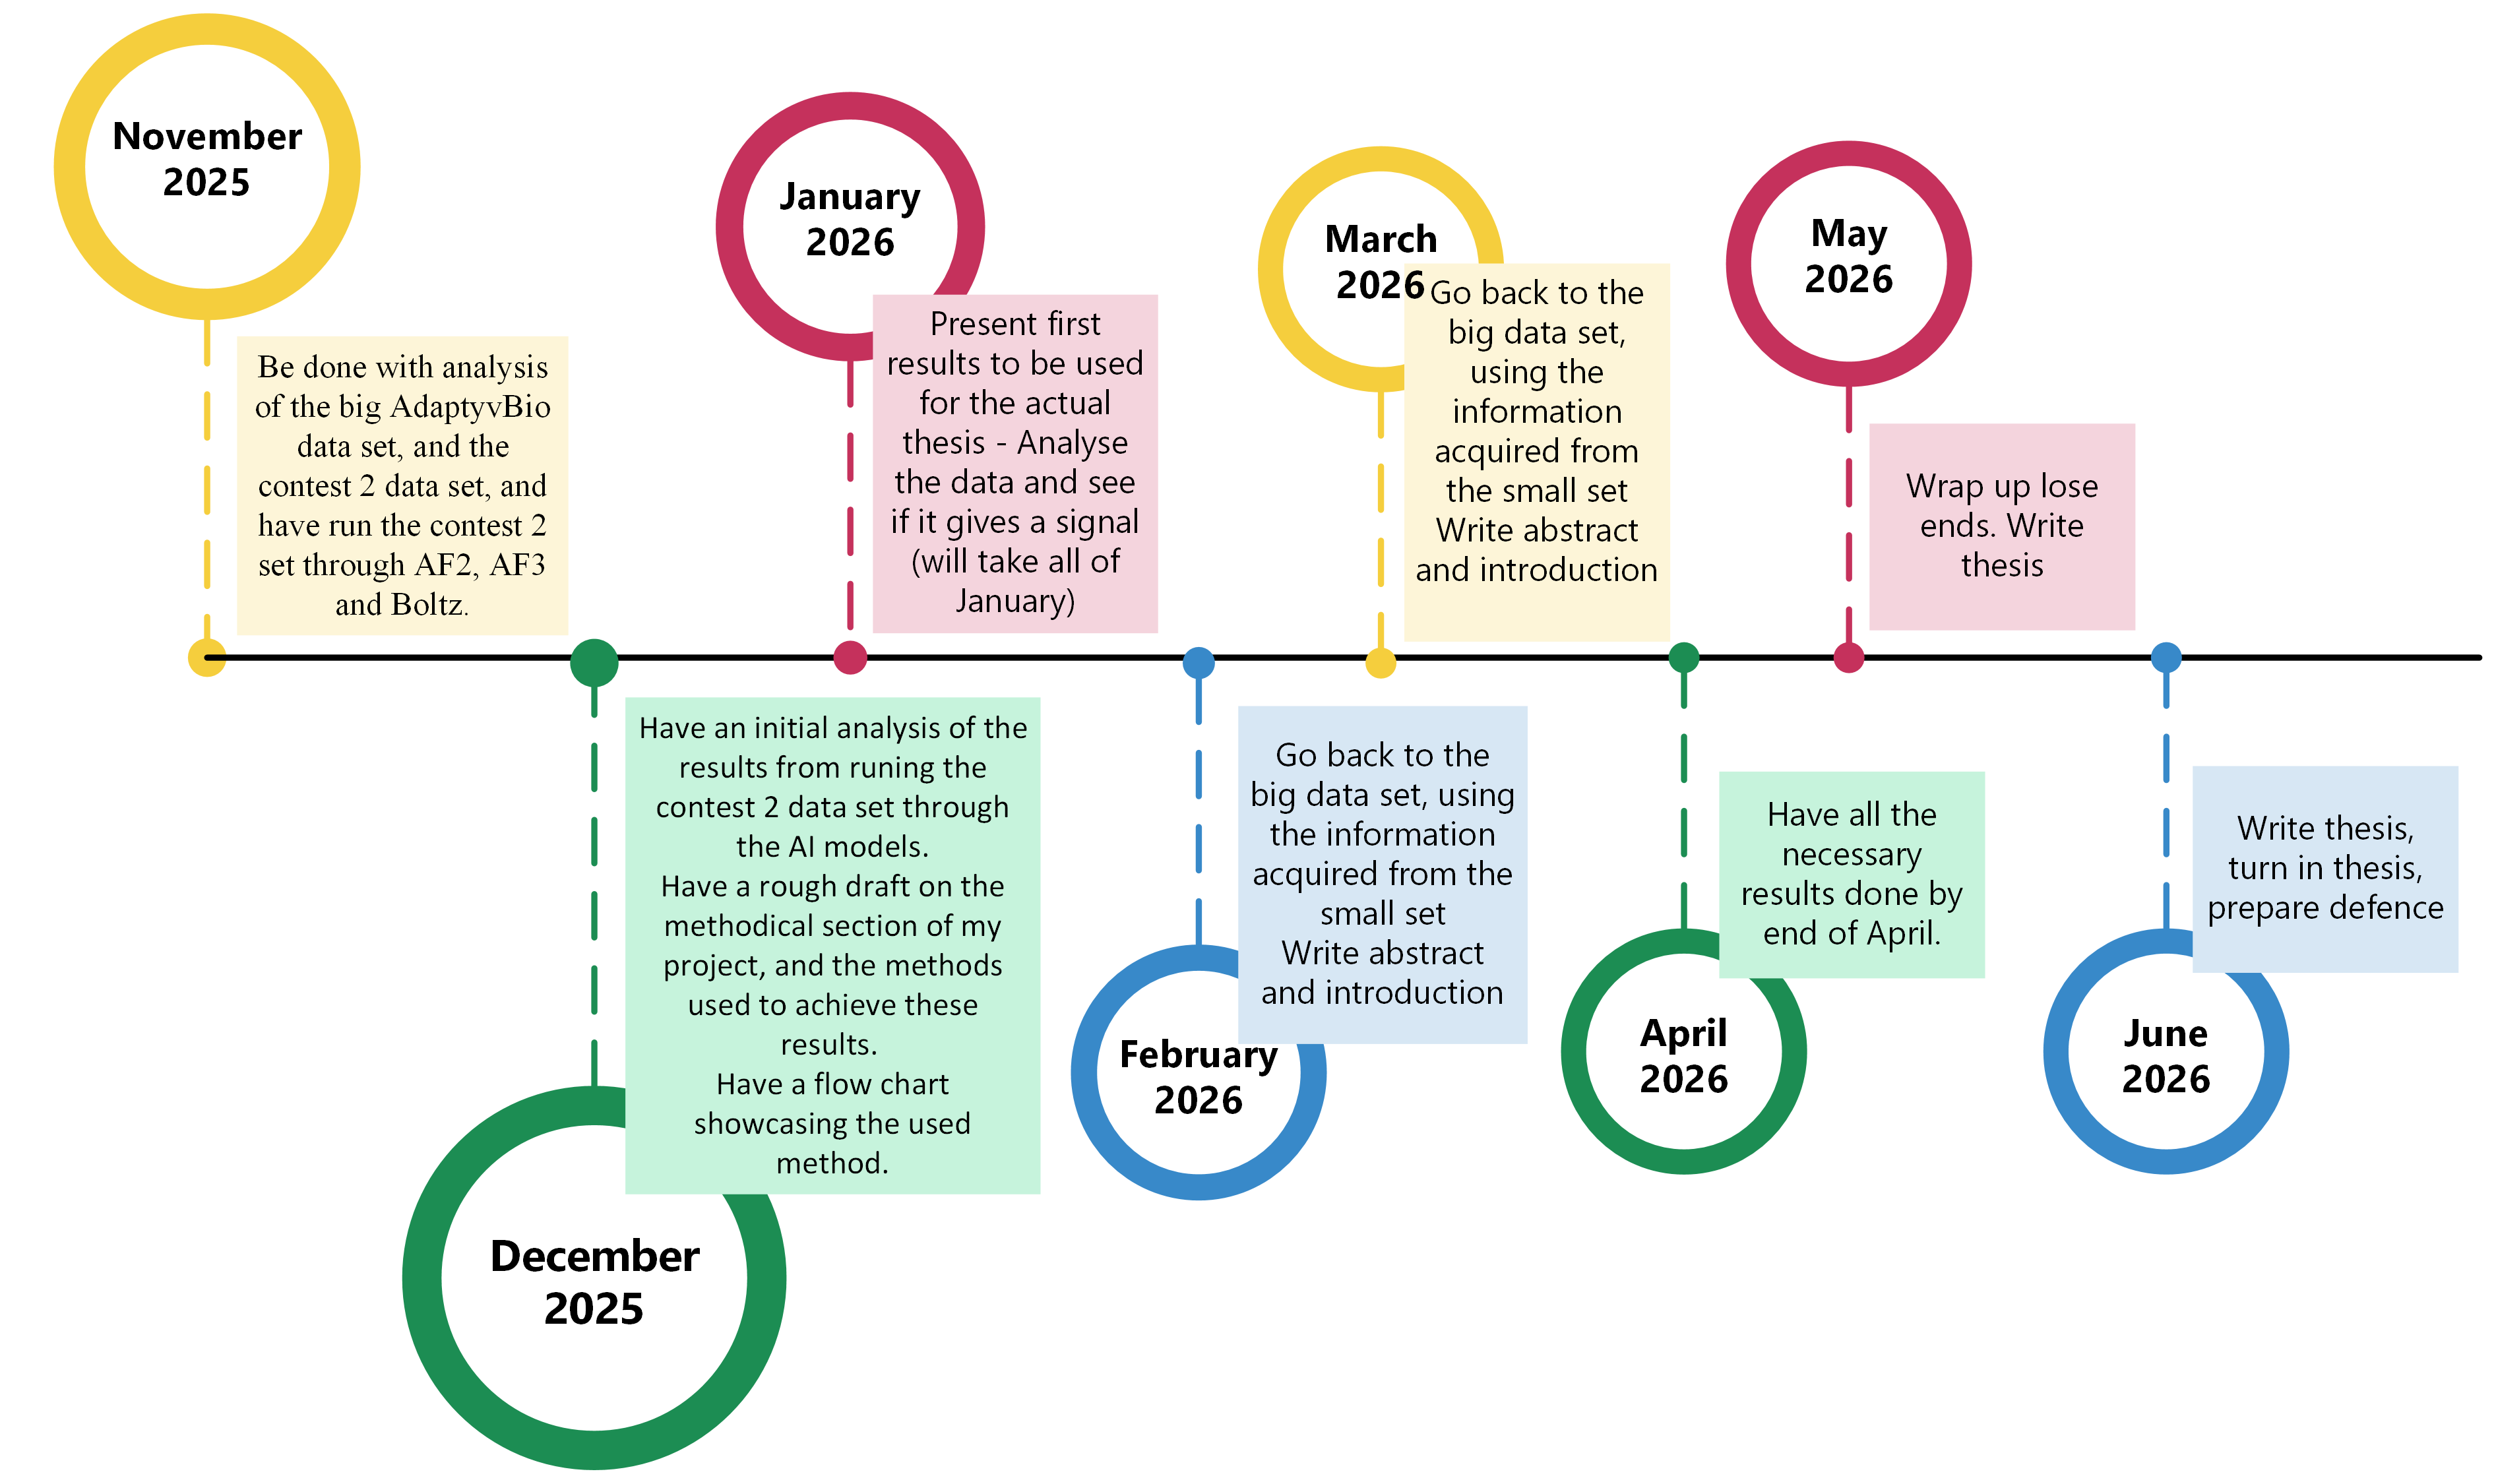 November
2025
Be done with analysis
of the big AdaptyvBio
data set, and the
contest 2 data set, and
have run the contest 2
set through AF2, AF3
and Boltz.
Have an initial analysis of the
results from runing the
contest 2 data set through
the AI models.
Have a rough draft on the
methodical section of my
project, and the methods
used to achieve these
results.
Have a flow chart
showcasing the used
method.
December
2025
January
2026
Present first
results to be used
for the actual
thesis - Analyse
the data and see
if it gives a signal
(will take all of
January)
Go back to the
big data set, using
the information
acquired from the
small set
Write abstract
and introduction
February
2026
March
2026
Go back to the
big data set,
using the
information
acquired from
the small set
Write abstract
and introduction
Have all the
necessary
results done by
end of April.
April
2026
May
2026
Wrap up lose
ends. Write
thesis
Write thesis,
turn in thesis,
prepare defence
June
2026